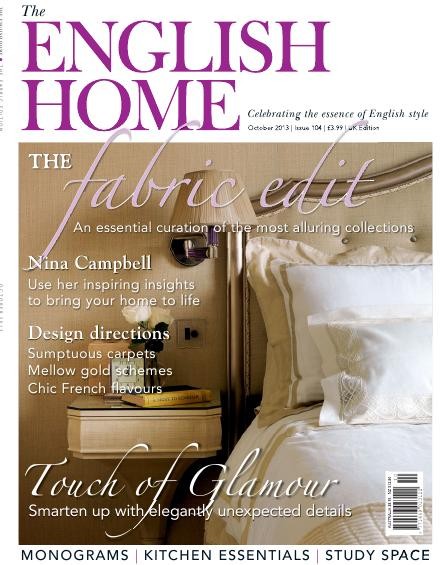 The
ENGLISH
HOME
Celebrating the essence of English style
October 2013 | Issue 104 | £3.99 | UK Edition
THE
fabric edit
An essential curation of the most alluring collections
Nina Campbell
Use her inspiring insights
to bring your home to life
Design directions
Sumptuous carpets
Mellow gold schemes
Chic French flavours
Touch of Glamour
Smarten up with elegantly unexpected details
MONOGRAMS | KITCHEN ESSENTIALS | STUDY SPACE